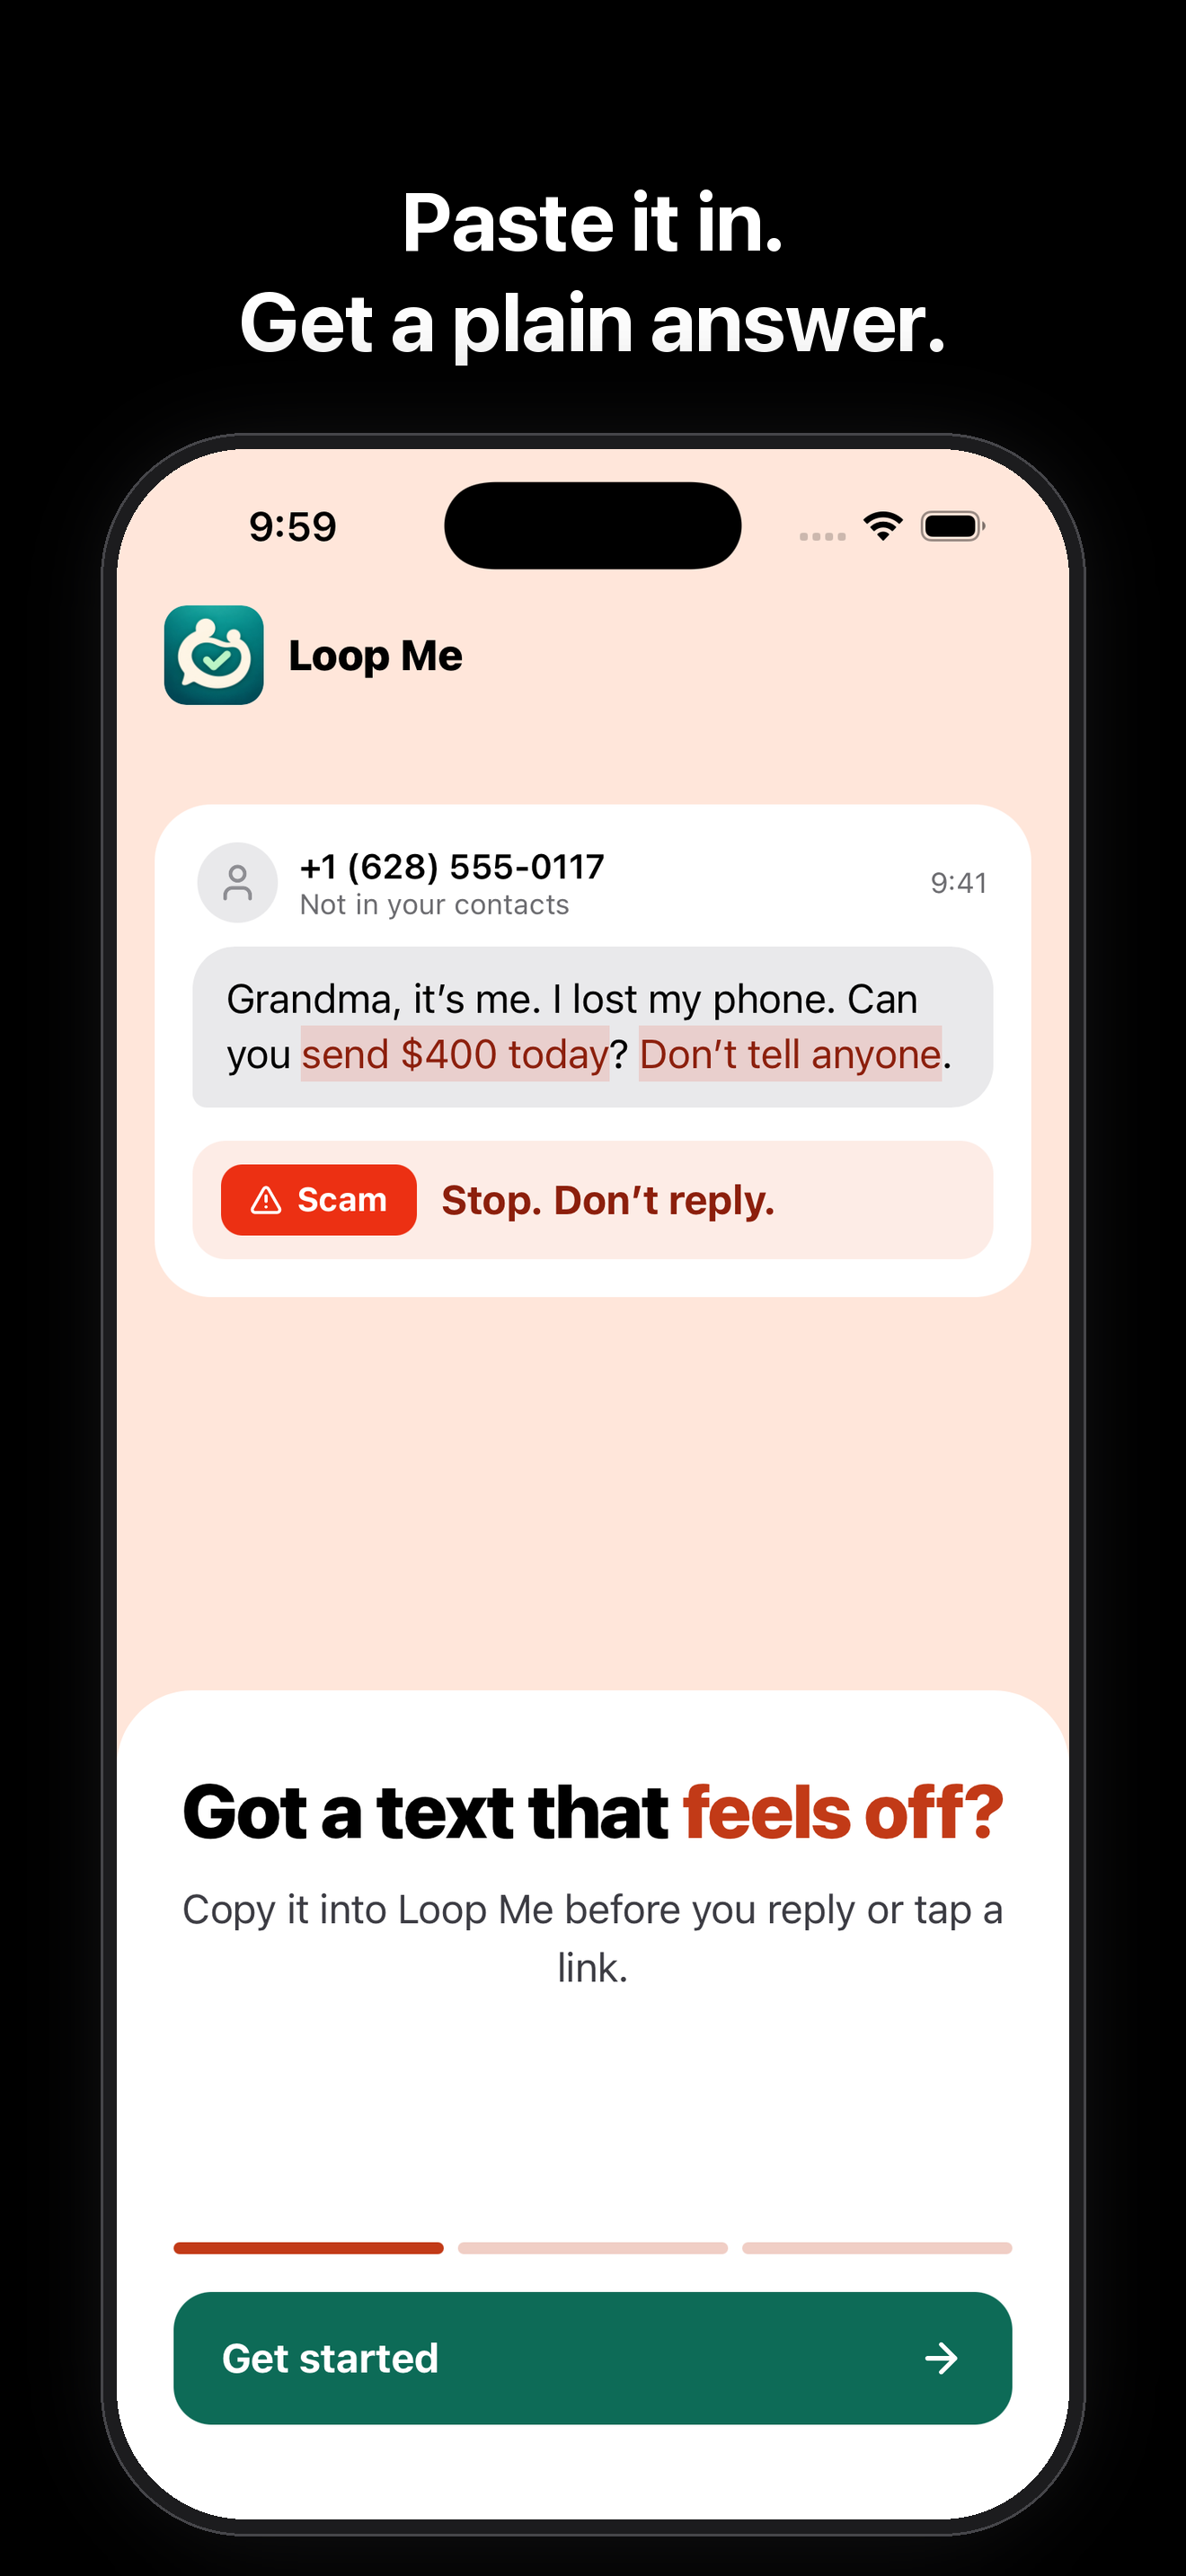 Paste it in.
Get a plain answer.
9:59
Loop Me
+1 (628) 555-0117
Not in your contacts
9:41
Grandma, it’s me. I lost my phone. Can
you send $400 today? Don’t tell anyone.
Scam
Stop. Don’t reply.
Got a text that feels off?
Copy it into Loop Me before you reply or tap a
link.
Get started